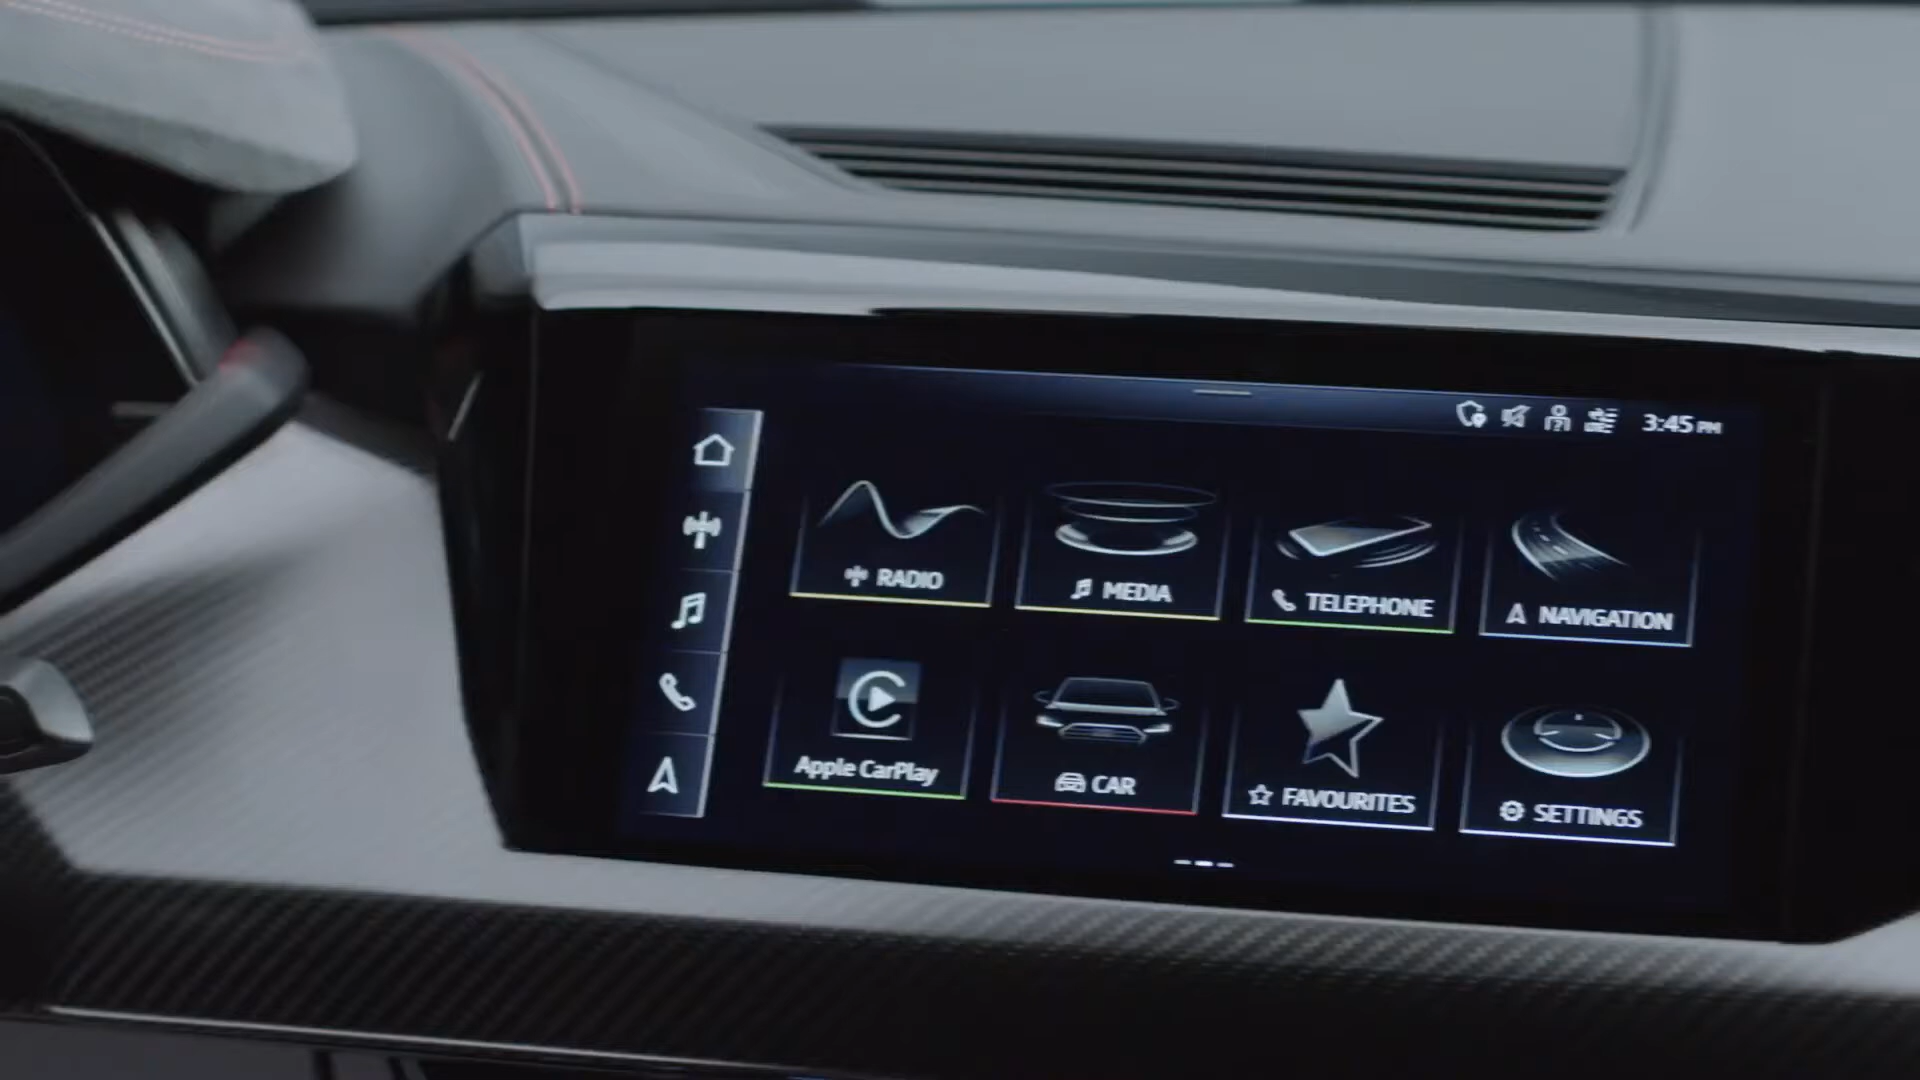 3:45 PM
RADIO
MEDIA
TELEPHONE
NAVIGATION
Apple CarPlay
CAR
FAVOURITES
SETTINGS